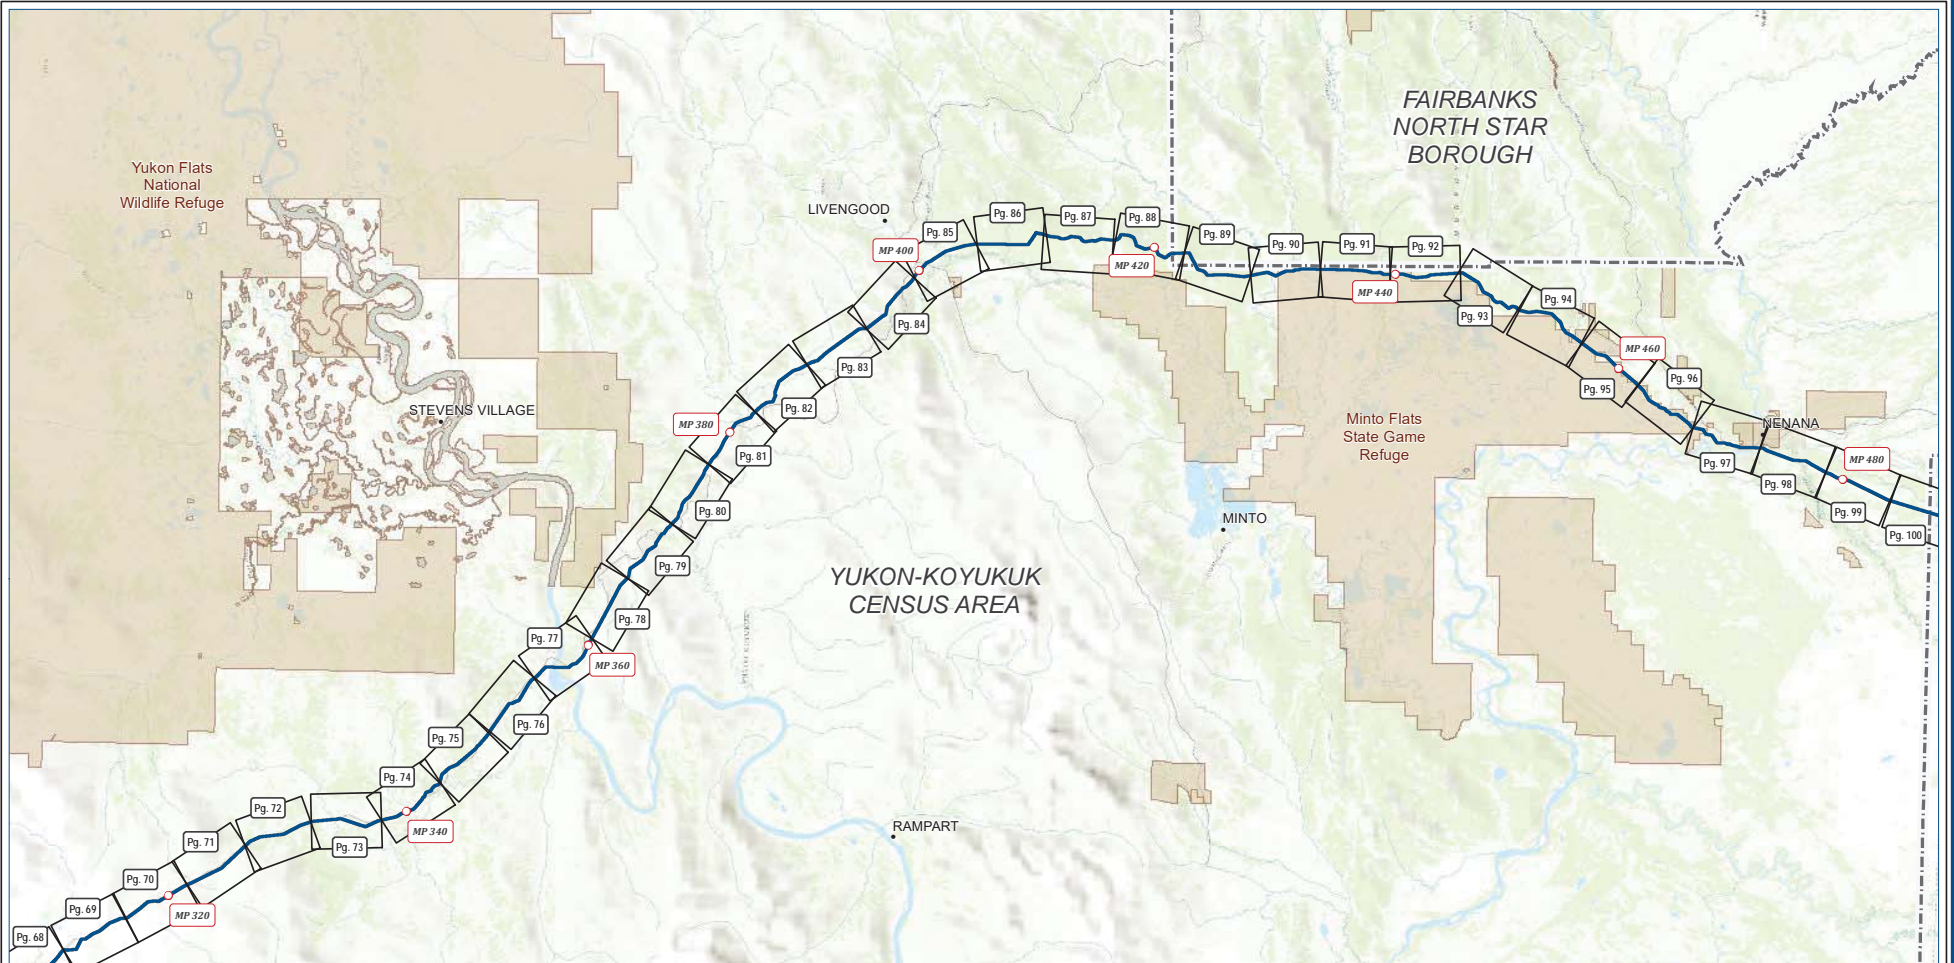 FAIRBANKS
NORTH STAR
BOROUGH
Yukon Flats
National
Wildlife Refuge
LIVENGOOD
MP 400
Pg. 85
Pg. 86
Pg. 87
Pg. 88
MP 420
Pg. 89
Pg. 90
Pg. 91
Pg. 92
MP 440
Pg. 93
Pg. 94
MP 460
Pg. 95
Pg. 96
NENANA
Pg. 97
Pg. 98
MP 480
Pg. 99
Pg. 100
Pg. 84
Pg. 83
STEVENS VILLAGE
MP 380
Pg. 82
Pg. 81
Minto Flats
State Game
Refuge
MINTO
Pg. 80
Pg. 79
YUKON-KOYUKUK
CENSUS AREA
Pg. 78
Pg. 77
MP 360
Pg. 76
Pg. 75
Pg. 74
MP 340
Pg. 73
Pg. 72
RAMPART
Pg. 71
Pg. 70
MP 320
Pg. 69
Pg. 68